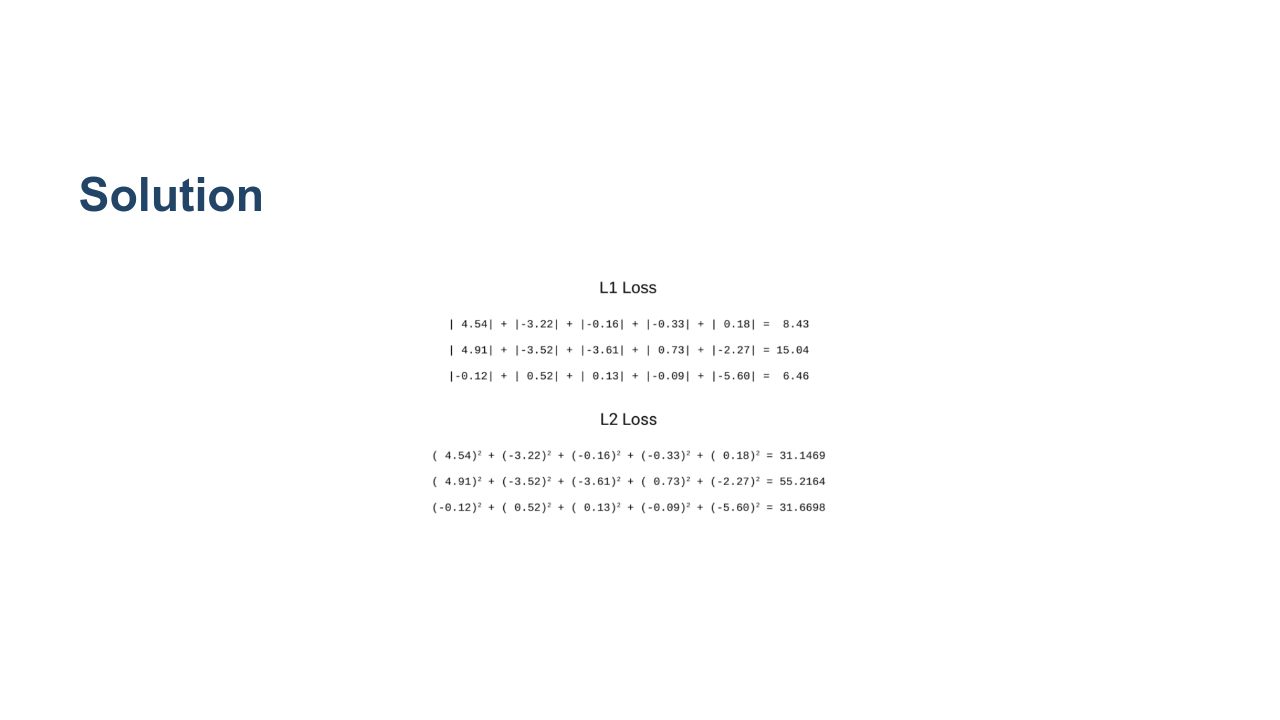 Solution
L1 Loss
| 4.54| + |-3.22| + |-0.16| + |-0.33| + | 0.18| =  8.43
| 4.91| + |-3.52| + |-3.61| + | 0.73| + |-2.27| = 15.04
|-0.12| + | 0.52| + | 0.13| + |-0.09| + |-5.60| =  6.46
L2 Loss
( 4.54)² + (-3.22)² + (-0.16)² + (-0.33)² + ( 0.18)² = 31.1469
( 4.91)² + (-3.52)² + (-3.61)² + ( 0.73)² + (-2.27)² = 55.2164
(-0.12)² + ( 0.52)² + ( 0.13)² + (-0.09)² + (-5.60)² = 31.6698